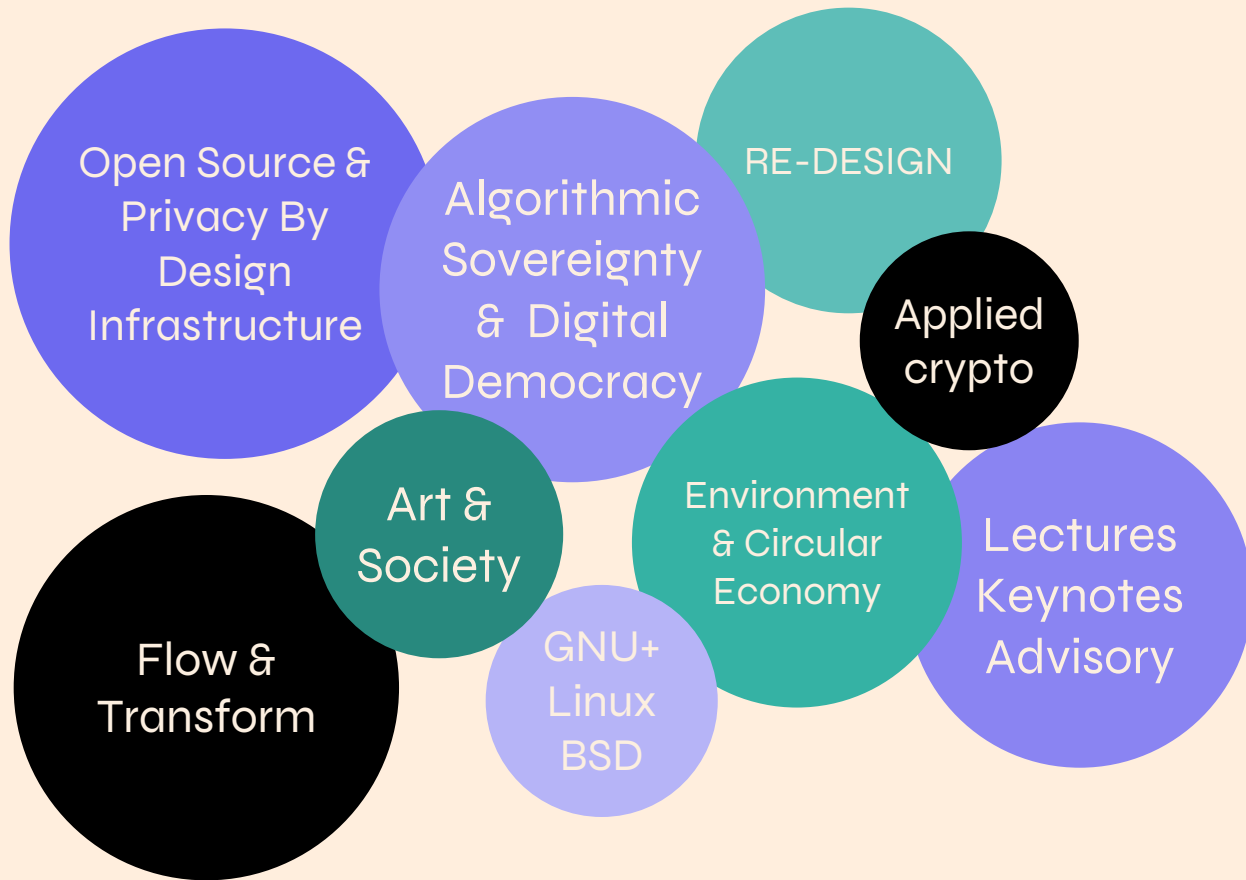 Open Source &
Privacy By
Design
Infrastructure
Algorithmic
Sovereignty
& Digital
Democracy
RE-DESIGN
Applied
crypto
Art &
Society
Environment
& Circular
Economy
Lectures
Keynotes
Advisory
Flow &
Transform
GNU+
Linux
BSD